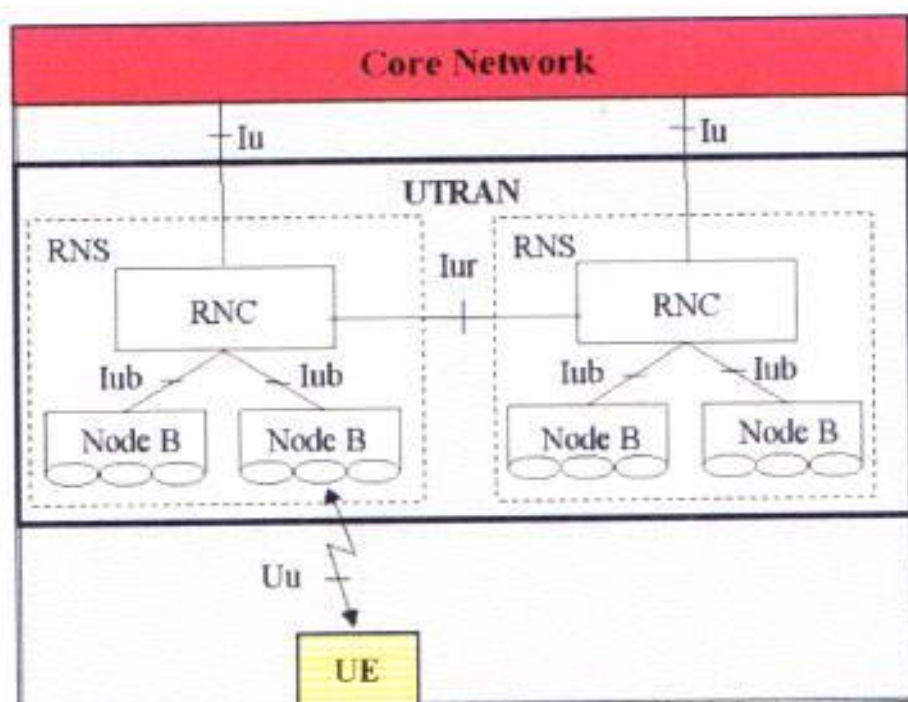 Core Network
Iu
Iu
UTRAN
RNS
RNS
Iur
RNC
RNC
Iub
Iub
Iub
Iub
Node B
Node B
Node B
Node B
Uu
UE